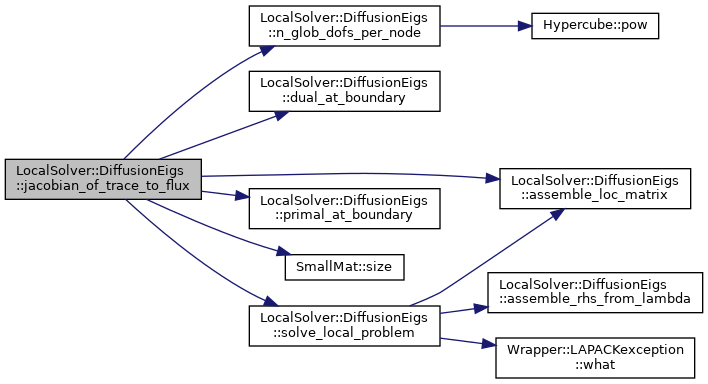 LocalSolver::DiffusionEigs
::jacobian_of_trace_to_flux
LocalSolver::DiffusionEigs
::n_glob_dofs_per_node
Hypercube::pow
LocalSolver::DiffusionEigs
::dual_at_boundary
LocalSolver::DiffusionEigs
::assemble_loc_matrix
LocalSolver::DiffusionEigs
::primal_at_boundary
SmallMat::size
LocalSolver::DiffusionEigs
::solve_local_problem
LocalSolver::DiffusionEigs
::assemble_rhs_from_lambda
Wrapper::LAPACKexception
::what